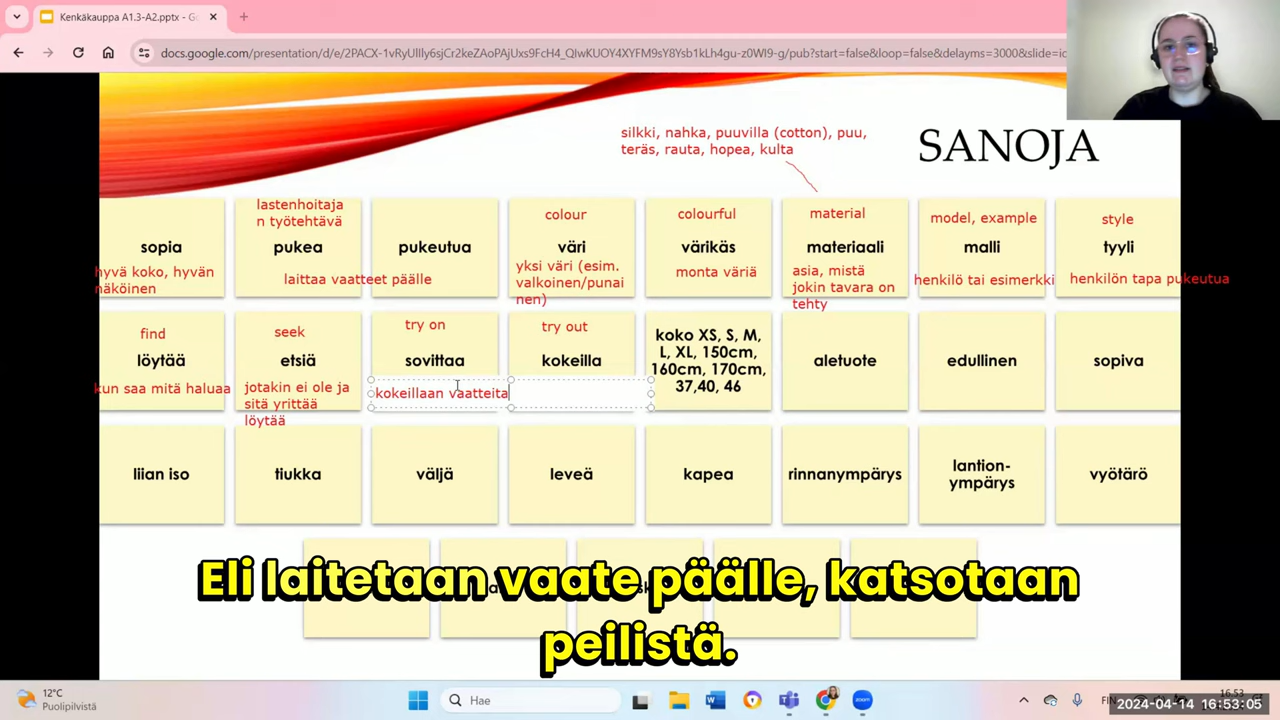 Kenkäkauppa A1.3-A2.pptx - Go
docs.google.com/presentation/d/e/2PACX-1vRyUllly6sjCr2keZAoPAjUxs9FcH4_QIwKUOY4XYFM9sY8Ysb1kLh4gu-z0WI9-g/pub?start=false&loop=false&delayms=3000&slide=id
silkki, nahka, puuvilla (cotton), puu,
teräs, rauta, hopea, kulta
SANOJA
lastenhoitaja
n työtehtävä
colour
colourful
material
model, example
style
sopia
pukea
pukeutua
väri
värikäs
materiaali
malli
tyyli
hyvä koko, hyvän
näköinen
laittaa vaatteet päälle
yksi väri (esim.
valkoinen/punai
nen)
monta väriä
asia, mistä
jokin tavara on
tehty
henkilö tai esimerkki
henkilön tapa pukeutua
find
seek
try on
try out
löytää
etsiä
sovittaa
kokeilla
koko XS, S, M,
L, XL, 150cm,
160cm, 170cm,
37,40, 46
aletuote
edullinen
sopiva
kun saa mitä haluaa
jotakin ei ole ja
sitä yrittää
löytää
kokeillaan vaatteita
liian iso
tiukka
väljä
leveä
kapea
rinnanympärys
lantion-
ympärys
vyötärö
Eli laitetaan vaate päälle, katsotaan
peilistä.
12°C
Puolipilvistä
Hae
FIN
16.53
2024-04-14 16:53:05